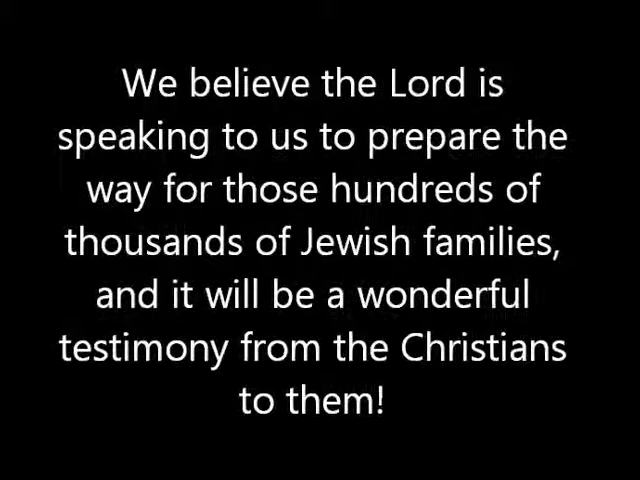 We believe the Lord is
speaking to us to prepare the
way for those hundreds of
thousands of Jewish families,
and it will be a wonderful
testimony from the Christians
to them!